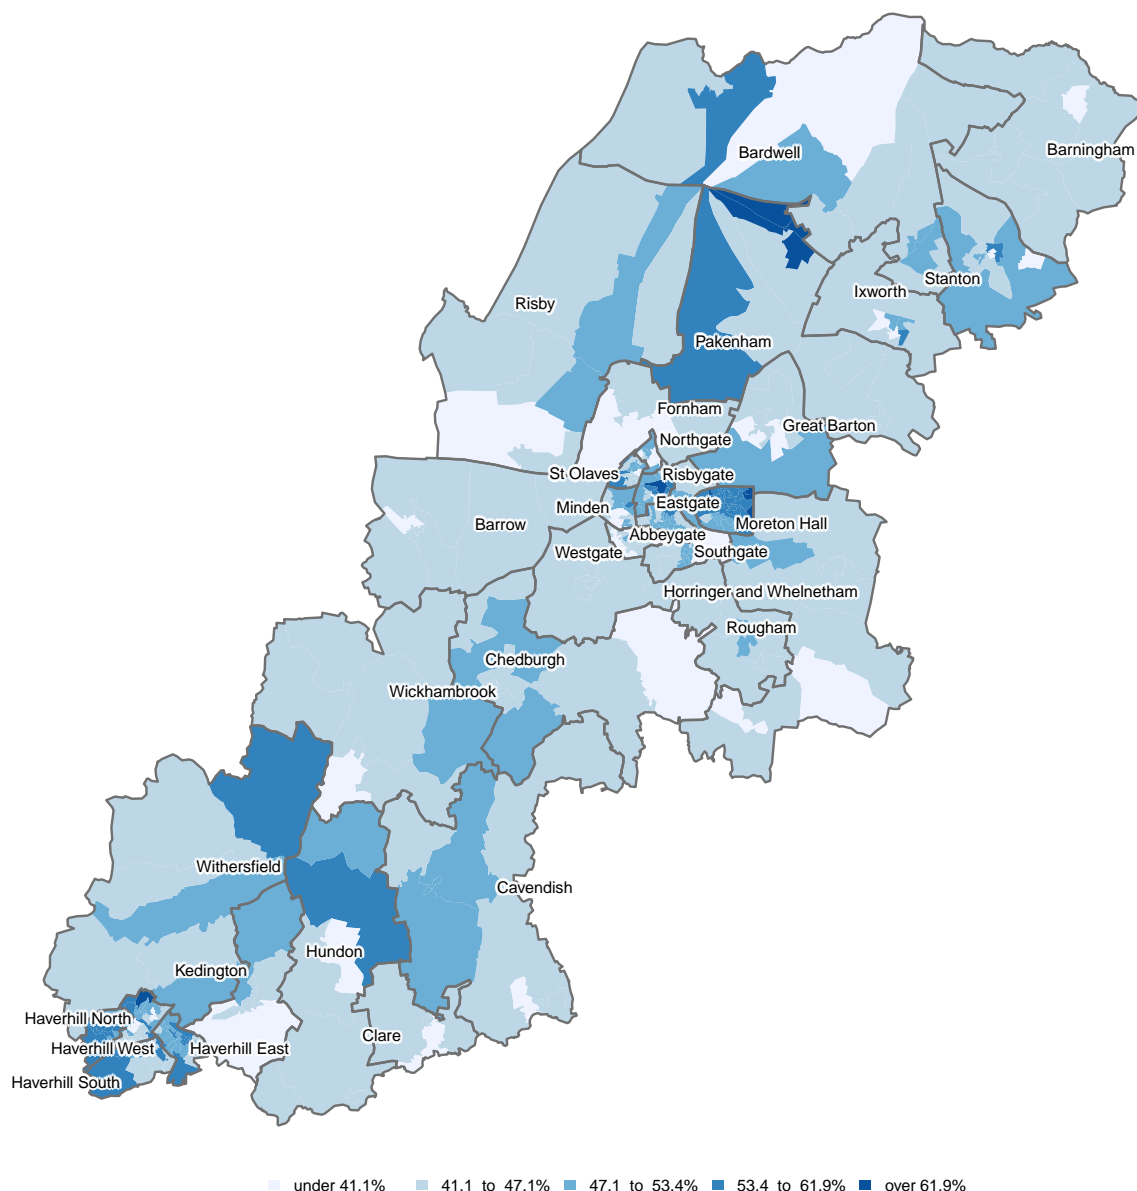 Bardwell
Barningham
Stanton
Ixworth
Risby
Pakenham
Fornham
Great Barton
Northgate
St Olaves
Risbygate
Minden
Eastgate
Barrow
Moreton Hall
Abbeygate
Westgate
Southgate
Horringer and Whelnetham
Rougham
Chedburgh
Wickhambrook
Withersfield
Cavendish
Hundon
Kedington
Haverhill North
Clare
Haverhill West
Haverhill East
Haverhill South
under 41.1% 41.1 to 47.1% 47.1 to 53.4% 53.4 to 61.9% over 61.9%